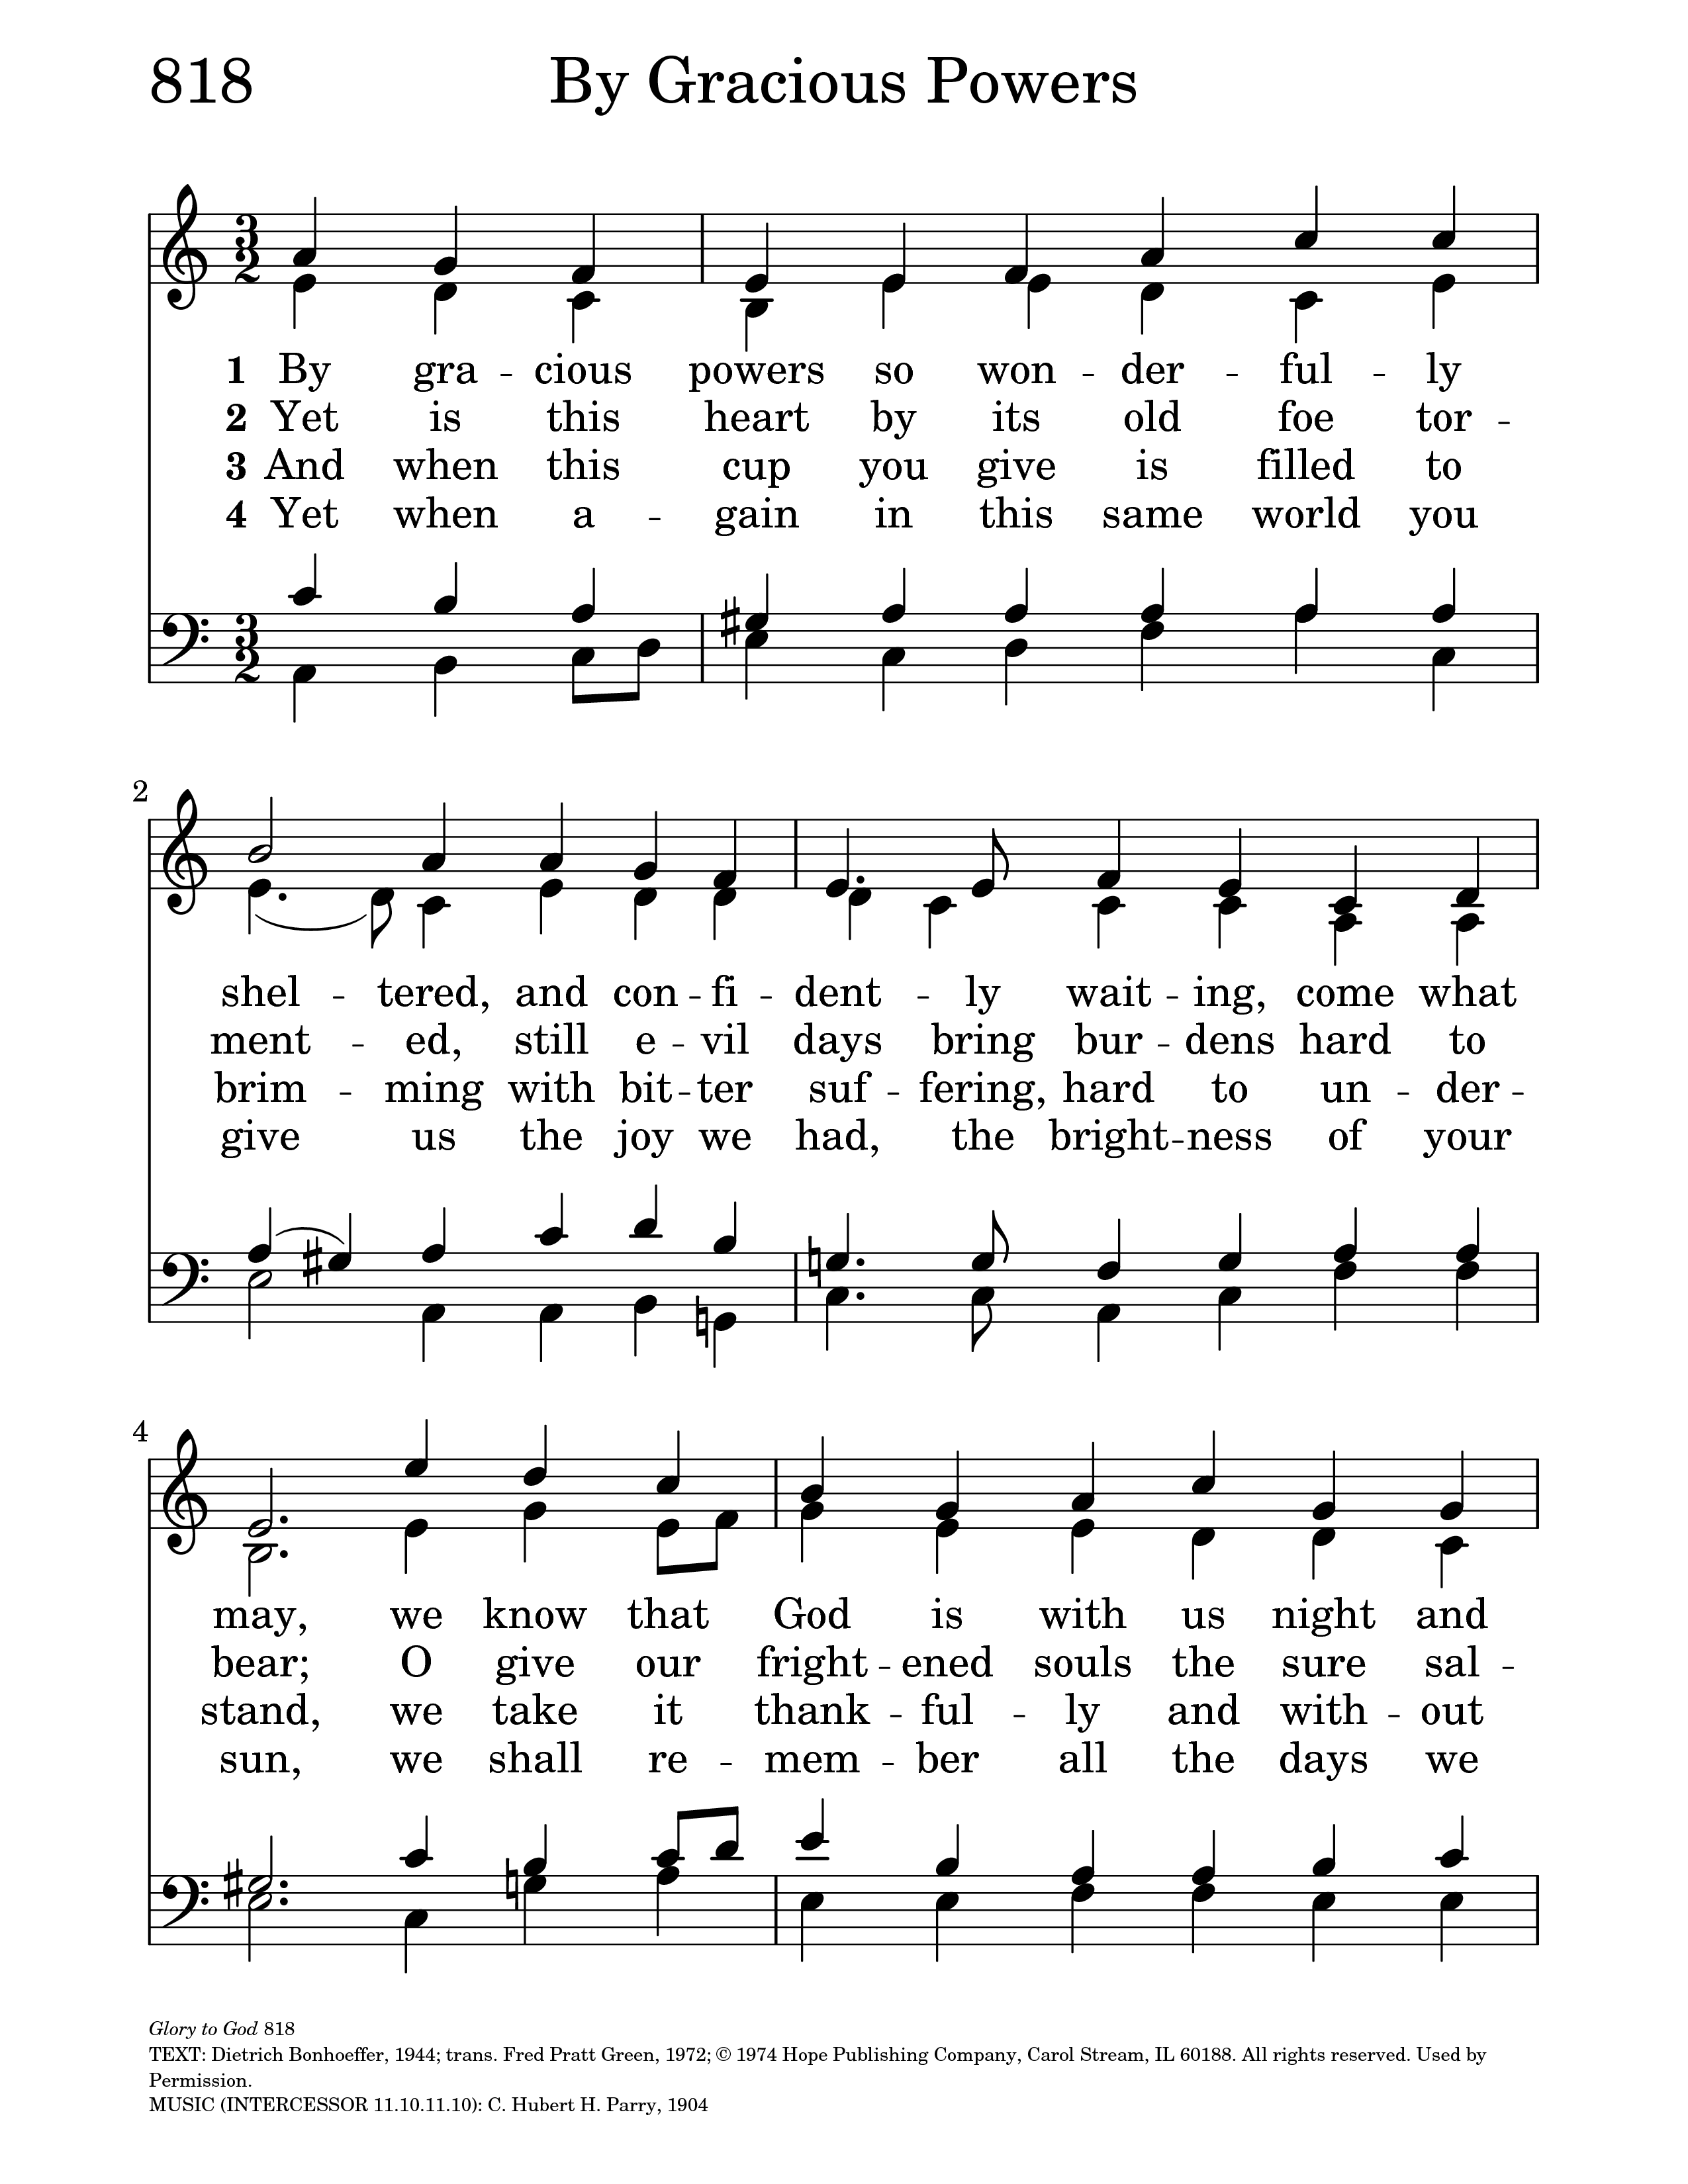 818 By Gracious Powers
1 By gra - cious powers so won - der - ful - ly
2 Yet is this heart by its old foe tor -
3 And when this cup you give is filled to
4 Yet when a - gain in this same world you
2
shel - tered, and con - fi - dent - ly wait - ing, come what
ment - ed, still e - vil days bring bur - dens hard to
brim - ming with bit - ter suf - fering, hard to un - der -
give us the joy we had, the bright - ness of your
4
may, we know that God is with us night and
bear; O give our fright - ened souls the sure sal -
stand, we take it thank - ful - ly and with - out
sun, we shall re - mem - ber all the days we
Glory to God 818
TEXT: Dietrich Bonhoeffer, 1944; trans. Fred Pratt Green, 1972; © 1974 Hope Publishing Company, Carol Stream, IL 60188. All rights reserved. Used by
Permission.
MUSIC (INTERCESSOR 11.10.11.10): C. Hubert H. Parry, 1904